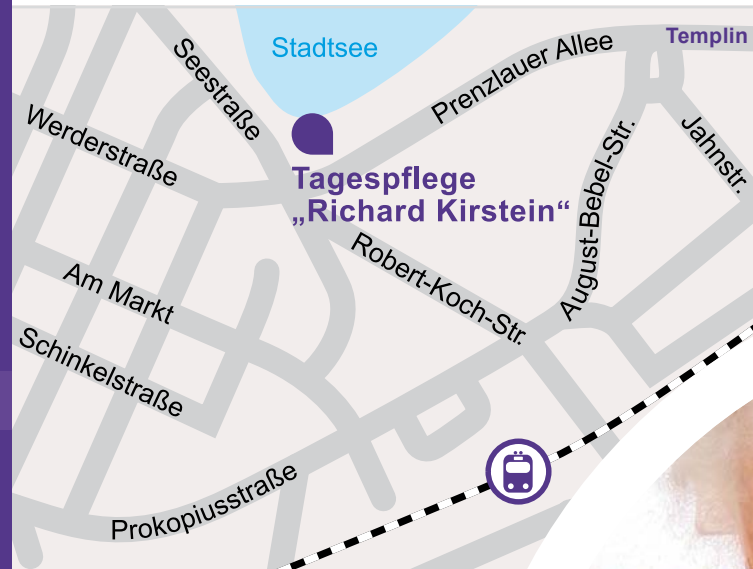 Stadtsee
Templin
Seestraße
Prenzlauer Allee
Werderstraße
Jahnstr.
Tagespflege
„Richard Kirstein“
August-Bebel-Str.
Robert-Koch-Str.
Am Markt
Schinkelstraße
Prokopiusstraße